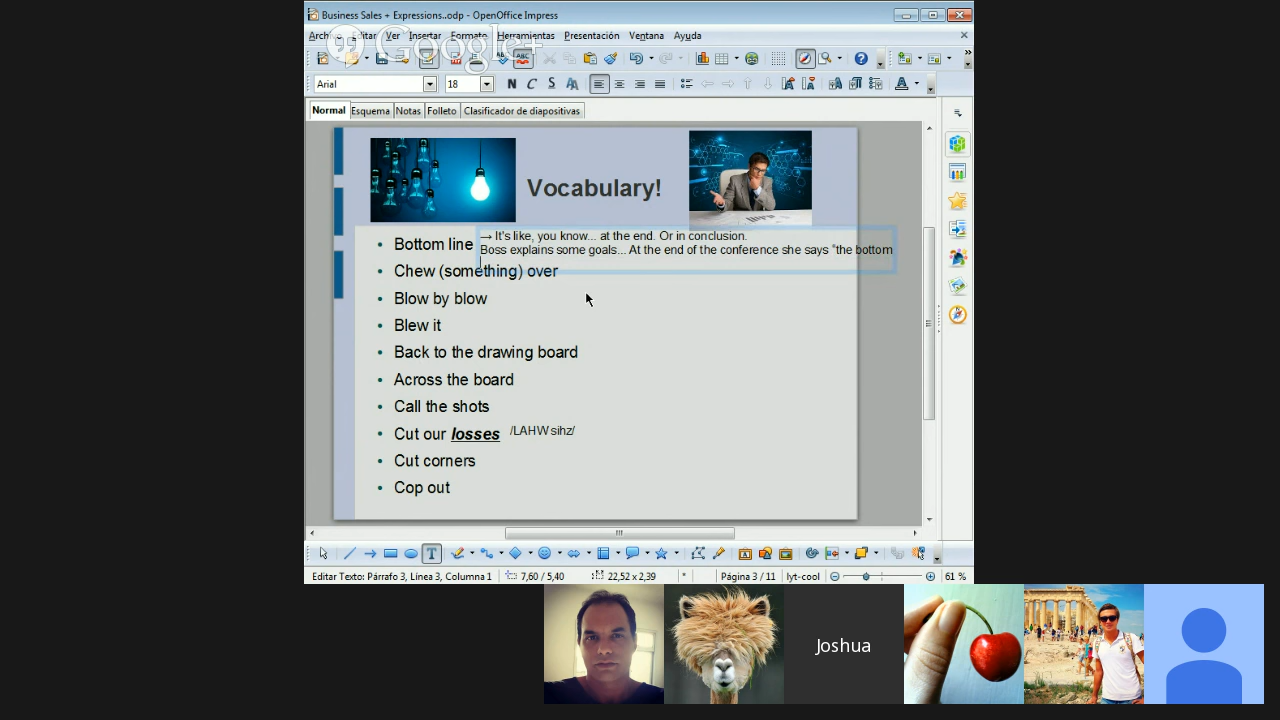 Business Sales + Expressions..odp - OpenOffice Impress
Archivo Editar Ver Insertar Formato Herramientas Presentación Ventana Ayuda
Google+
Arial 18 N C S
Normal Esquema Notas Folleto Clasificador de diapositivas
Vocabulary!
• Bottom line
→ It's like, you know... at the end. Or in conclusion.
Boss explains some goals... At the end of the conference she says "the bottom
• Chew (something) over
• Blow by blow
• Blew it
• Back to the drawing board
• Across the board
• Call the shots
• Cut our losses /LAHW sihz/
• Cut corners
• Cop out
Editar Texto: Párrafo 3, Línea 3, Columna 1 7,60 / 5,40 22,52 x 2,39 * Página 3 / 11 lyt-cool 61 %
Joshua